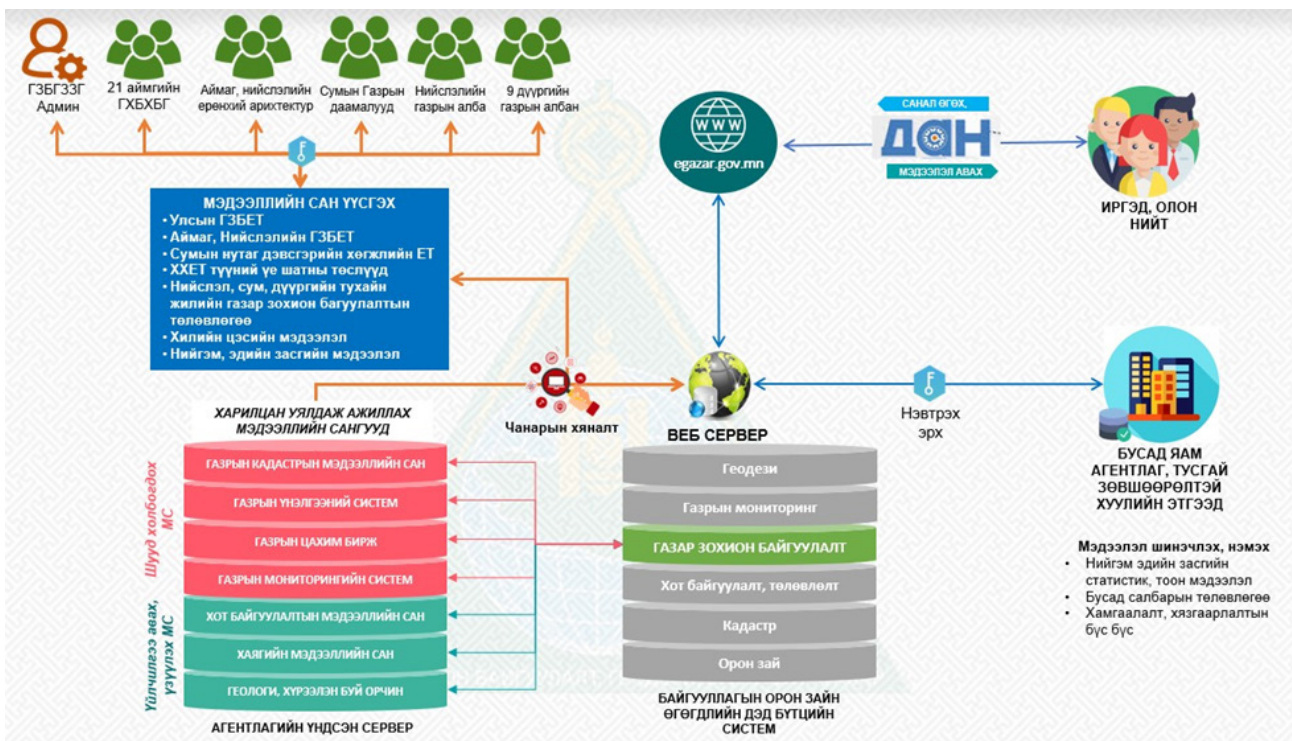 ГЗБГЗЗГ
Админ
21 аймгийн
ГХБХБГ
Аймаг, нийслэлийн
ерөнхий арихтектур
Сумын Газрын
даамалууд
Нийслэлийн
газрын алба
9 дүүргийн
газрын албан
МЭДЭЭЛЛИЙН САН ҮҮСГЭХ
• Улсын ГЗБЕТ
• Аймаг, Нийслэлийн ГЗБЕТ
• Сумын нутаг дэвсгэрийн хөгжлийн ЕТ
• ХХЕТ түүний үе шатны төслүүд
• Нийслэл, сум, дүүргийн тухайн
жилийн газар зохион багуулалтын
төлөвлөгөө
• Хилийн цэсийн мэдээлэл
• Нийгэм, эдийн засгийн мэдээлэл
WWW
egazar.gov.mn
САНАЛ ӨГӨХ,
ДАН
МЭДЭЭЛЭЛ АВАХ
ИРГЭД, ОЛОН
НИЙТ
Чанарын хяналт
ВЕБ СЕРВЕР
Нэвтрэх
эрх
БУСАД ЯАМ
АГЕНТЛАГ, ТУСГАЙ
ЗӨВШӨӨРӨЛТЭЙ
ХУУЛИЙН ЭТГЭЭД
Мэдээлэл шинэчлэх, нэмэх
• Нийгэм эдийн засгийн
статистик, тоон мэдээлэл
• Бусад салбарын төлөвлөгөө
• Хамгаалалт, хязгаарлалтын
бүс бүс
ХАРИЛЦАН УЯЛДАЖ АЖИЛЛАХ
МЭДЭЭЛЛИЙН САНГУУД
Шууд холбогдох
МС
ГАЗРЫН КАДАСТРЫН МЭДЭЭЛЛИЙН САН
ГАЗРЫН ҮНЭЛГЭЭНИЙ СИСТЕМ
ГАЗРЫН ЦАХИМ БИРЖ
ГАЗРЫН МОНИТОРИНГИЙН СИСТЕМ
Үйлчилгээ авах,
үзүүлэх МС
ХОТ БАЙГУУЛАЛТЫН МЭДЭЭЛЛИЙН САН
ХАЯГИЙН МЭДЭЭЛЛИЙН САН
ГЕОЛОГИ, ХҮРЭЭЛЭН БУЙ ОРЧИН
АГЕНТЛАГИЙН ҮНДСЭН СЕРВЕР
Геодези
Газрын мониторинг
ГАЗАР ЗОХИОН БАЙГУУЛАЛТ
Хот байгуулалт, төлөвлөлт
Кадастр
Орон зай
БАЙГУУЛЛАГЫН ОРОН ЗАЙН
ӨГӨГДЛИЙН ДЭД БҮТЦИЙН
СИСТЕМ